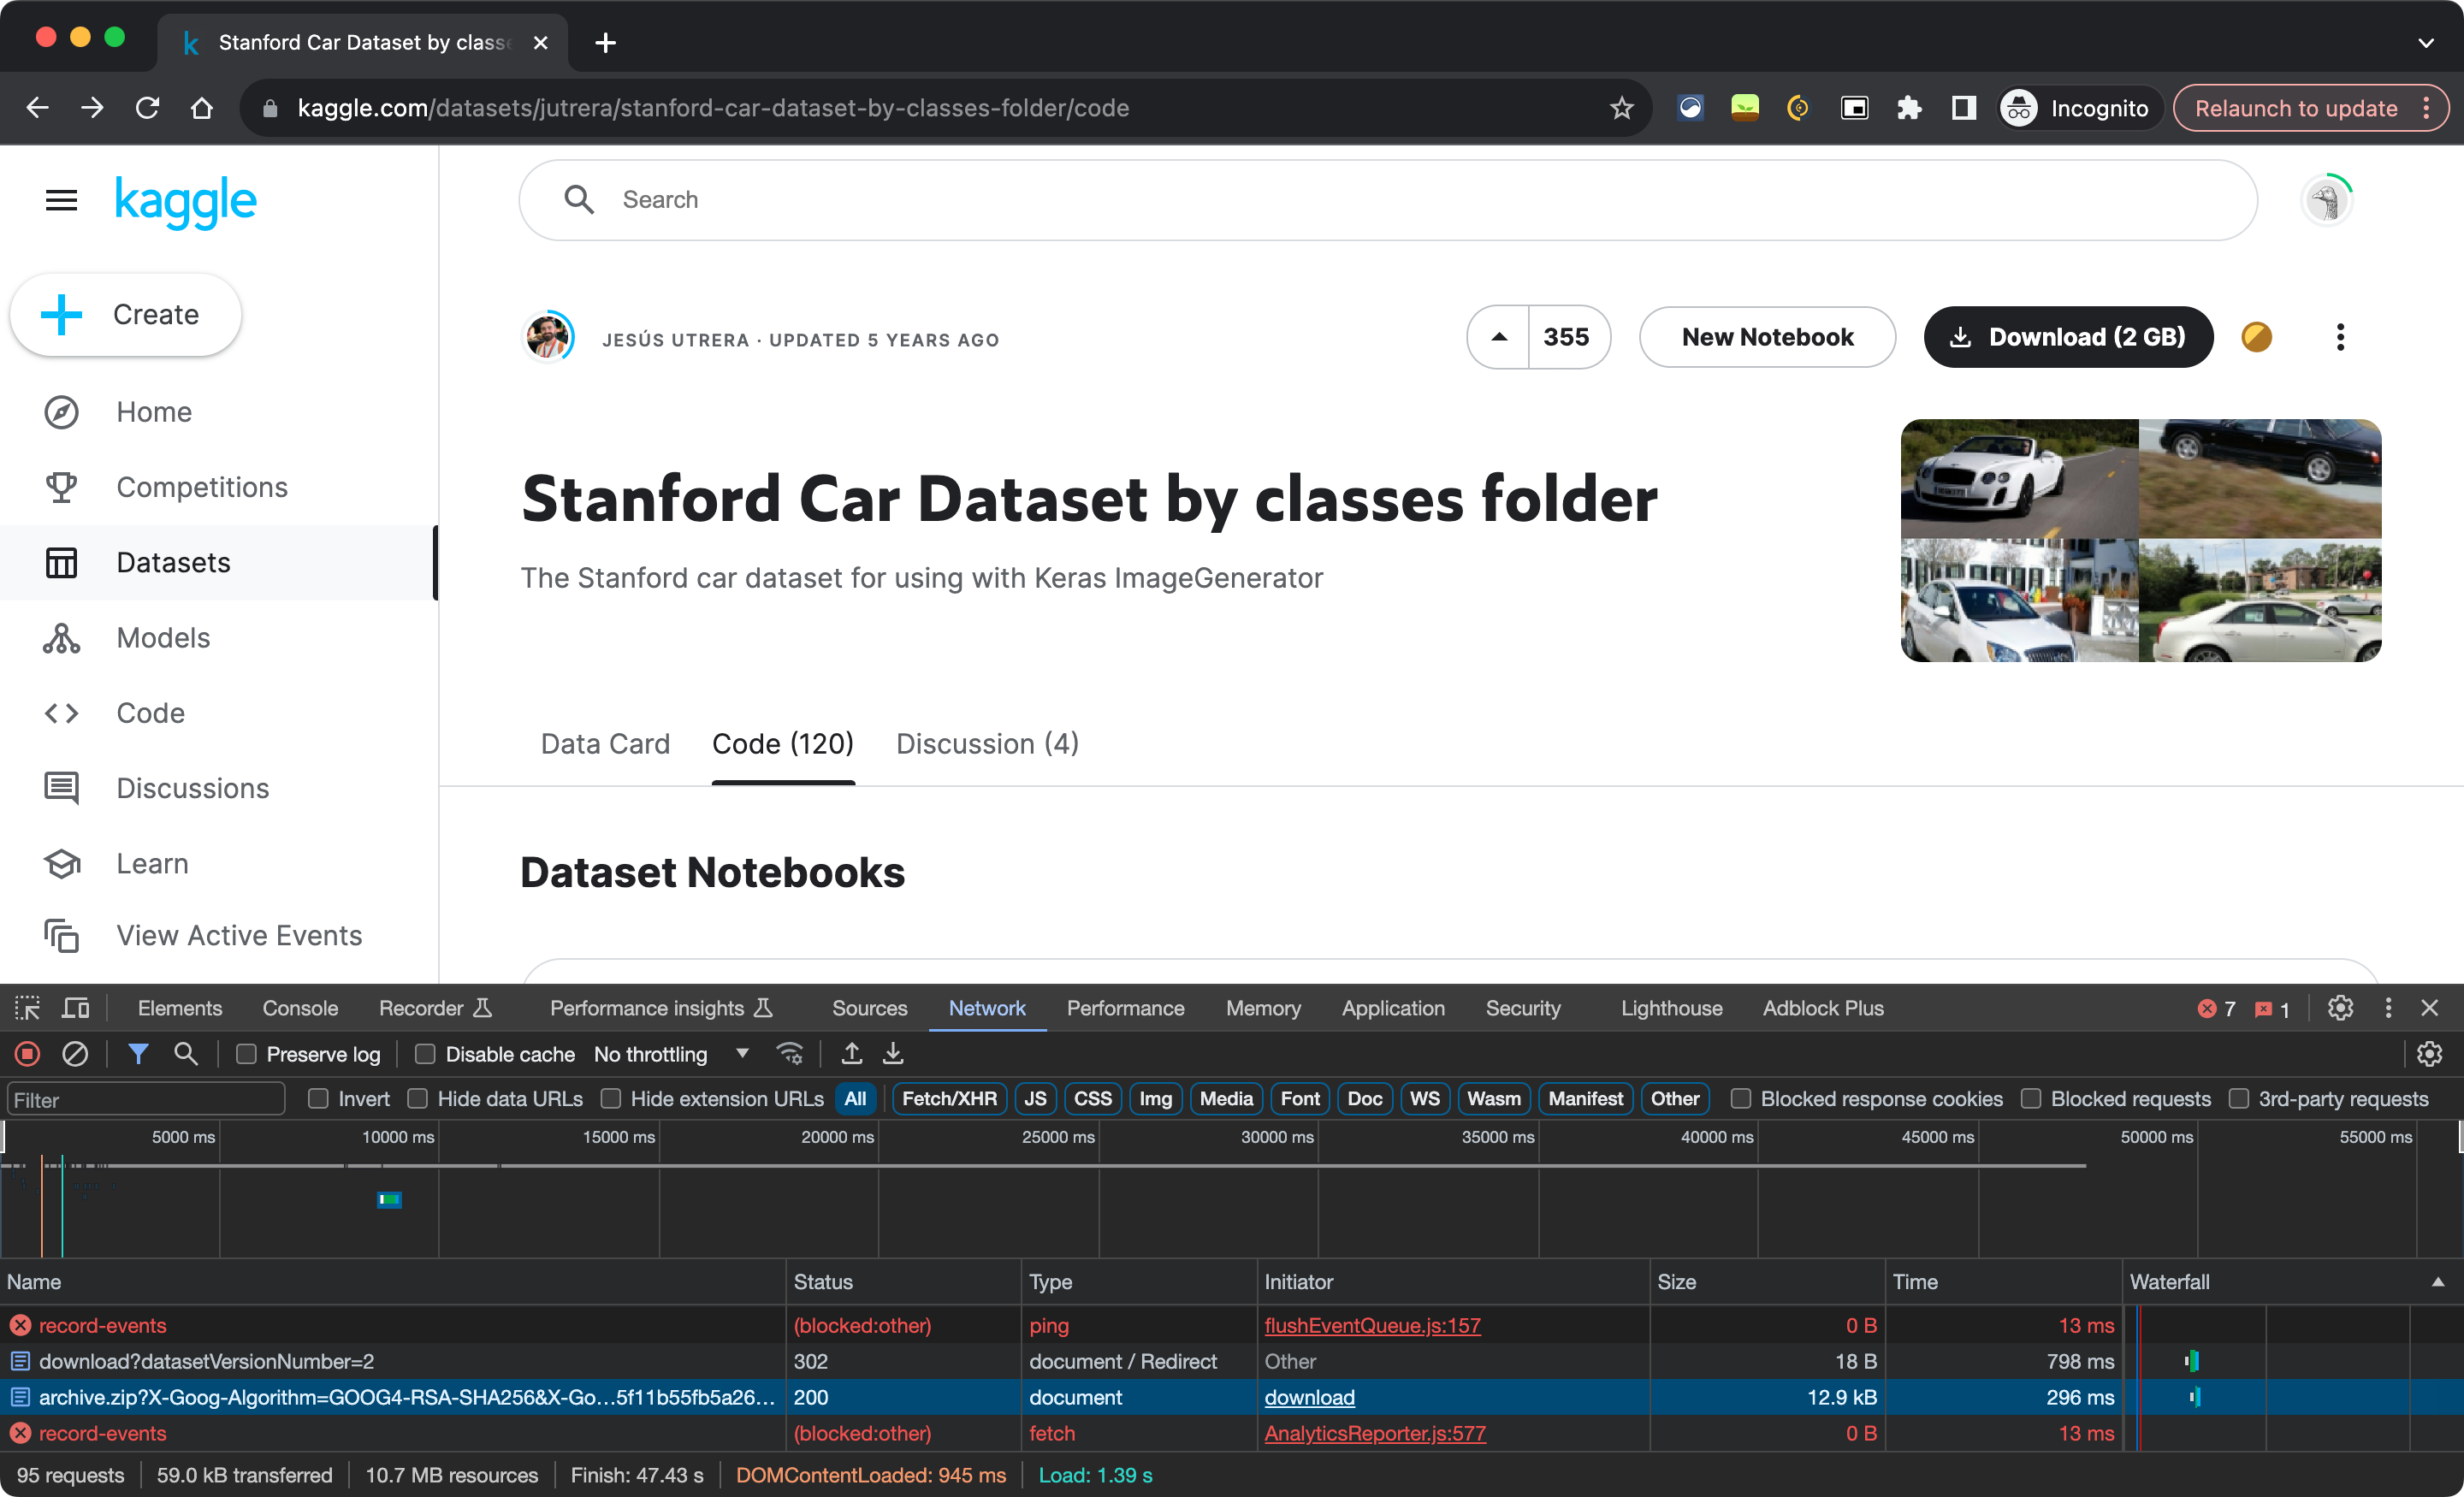 Stanford Car Dataset by classe
kaggle.com/datasets/jutrera/stanford-car-dataset-by-classes-folder/code
Incognito
Relaunch to update
kaggle
Search
Create
JESÚS UTRERA · UPDATED 5 YEARS AGO
355
New Notebook
Download (2 GB)
Home
Competitions
Datasets
Models
Code
Discussions
Learn
View Active Events
Stanford Car Dataset by classes folder
The Stanford car dataset for using with Keras ImageGenerator
Data Card Code (120) Discussion (4)
Dataset Notebooks
Elements Console Recorder Performance insights Sources Network Performance Memory Application Security Lighthouse Adblock Plus 7 1
Preserve log Disable cache No throttling
Filter Invert Hide data URLs Hide extension URLs All Fetch/XHR JS CSS Img Media Font Doc WS Wasm Manifest Other Blocked response cookies Blocked requests 3rd-party requests
5000 ms 10000 ms 15000 ms 20000 ms 25000 ms 30000 ms 35000 ms 40000 ms 45000 ms 50000 ms 55000 ms
Name Status Type Initiator Size Time Waterfall
record-events (blocked:other) ping flushEventQueue.js:157 0 B 13 ms
download?datasetVersionNumber=2 302 document / Redirect Other 18 B 798 ms
archive.zip?X-Goog-Algorithm=GOOG4-RSA-SHA256&X-Go...5f11b55fb5a26... 200 document download 12.9 kB 296 ms
record-events (blocked:other) fetch AnalyticsReporter.js:577 0 B 13 ms
95 requests 59.0 kB transferred 10.7 MB resources Finish: 47.43 s DOMContentLoaded: 945 ms Load: 1.39 s